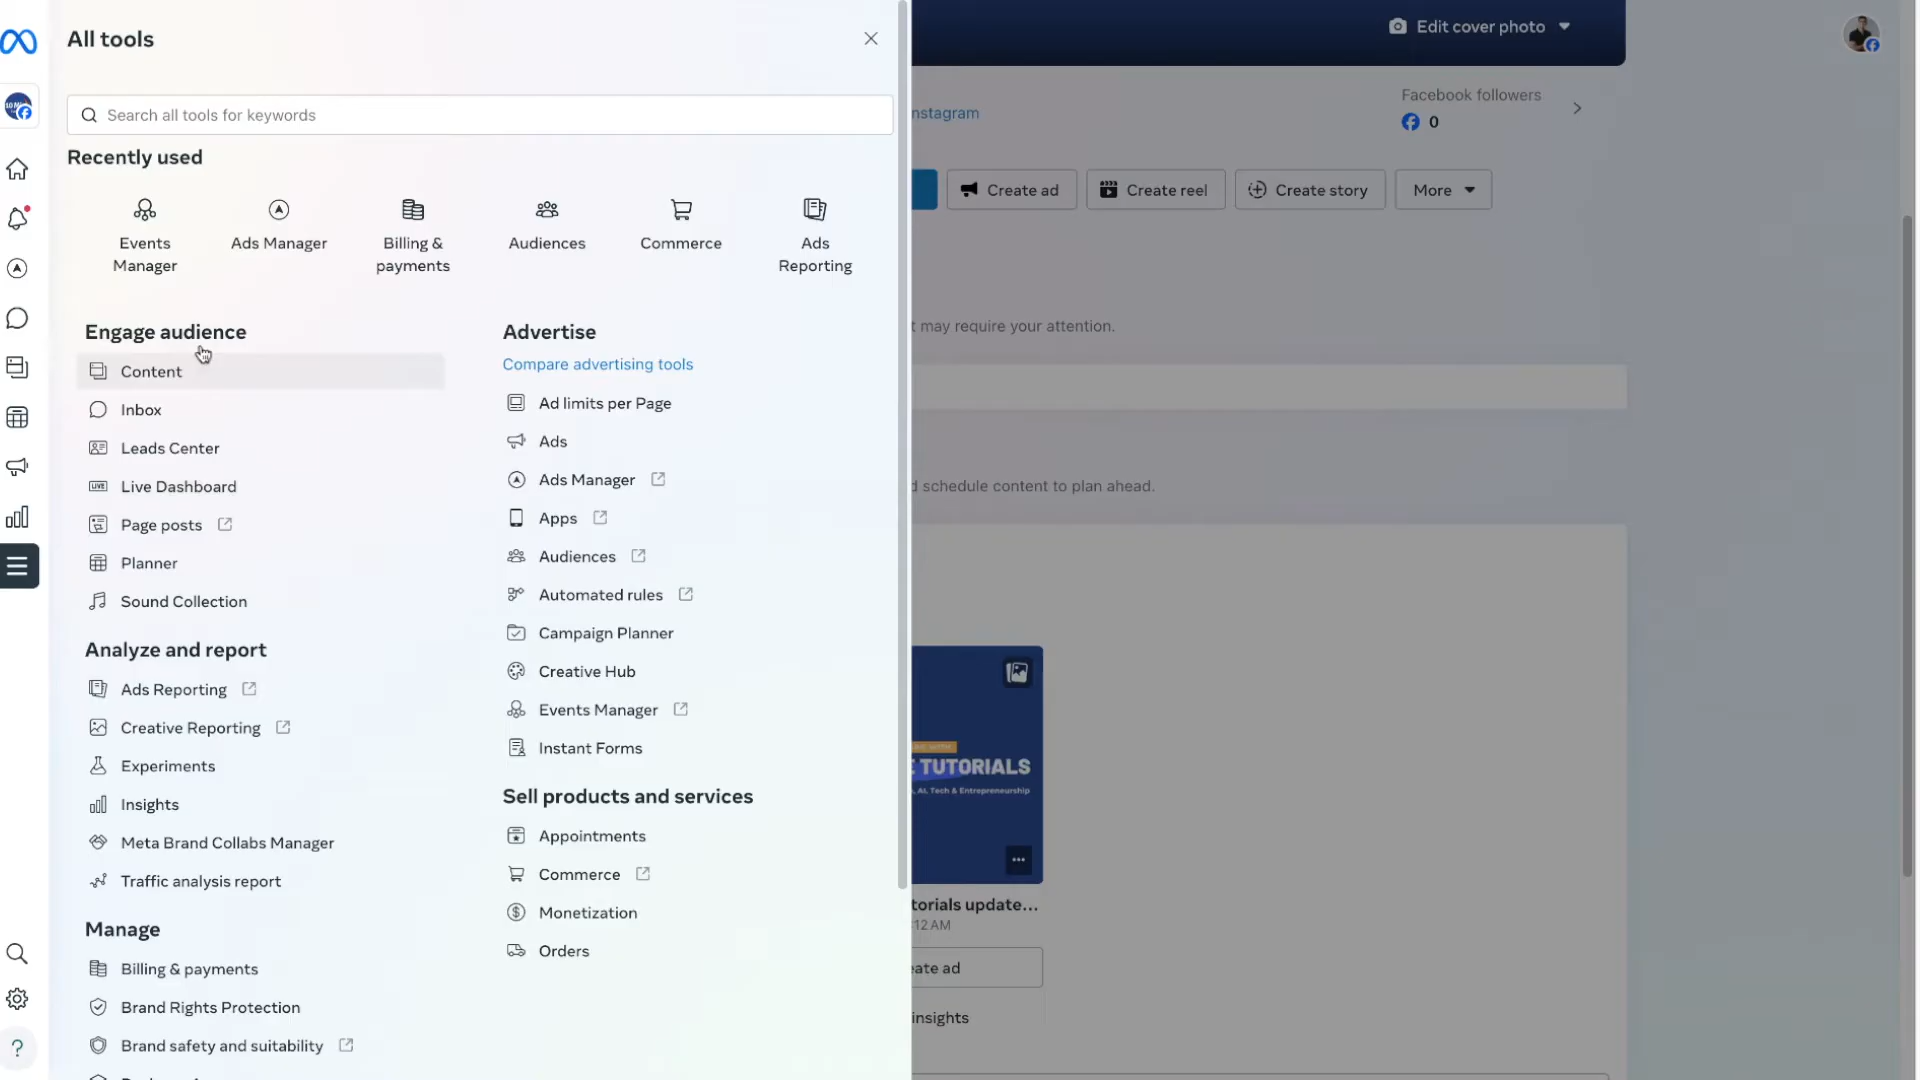 All tools
Search all tools for keywords
Recently used
Events
Manager
Ads Manager
Billing &
payments
Audiences
Commerce
Ads
Reporting
Engage audience
Content
Inbox
Leads Center
LIVE
Live Dashboard
Page posts
Planner
Sound Collection
Analyze and report
Ads Reporting
Creative Reporting
Experiments
Insights
Meta Brand Collabs Manager
Traffic analysis report
Manage
Billing & payments
Brand Rights Protection
Brand safety and suitability
Advertise
Compare advertising tools
Ad limits per Page
Ads
Ads Manager
Apps
Audiences
Automated rules
Campaign Planner
Creative Hub
Events Manager
Instant Forms
Sell products and services
Appointments
Commerce
Monetization
Orders
Edit cover photo
nstagram
Facebook followers
0
Create ad
Create reel
Create story
More
t may require your attention.
d schedule content to plan ahead.
E TUTORIALS
, AI, Tech & Entrepreneurship
torials update...
:12 AM
eate ad
insights